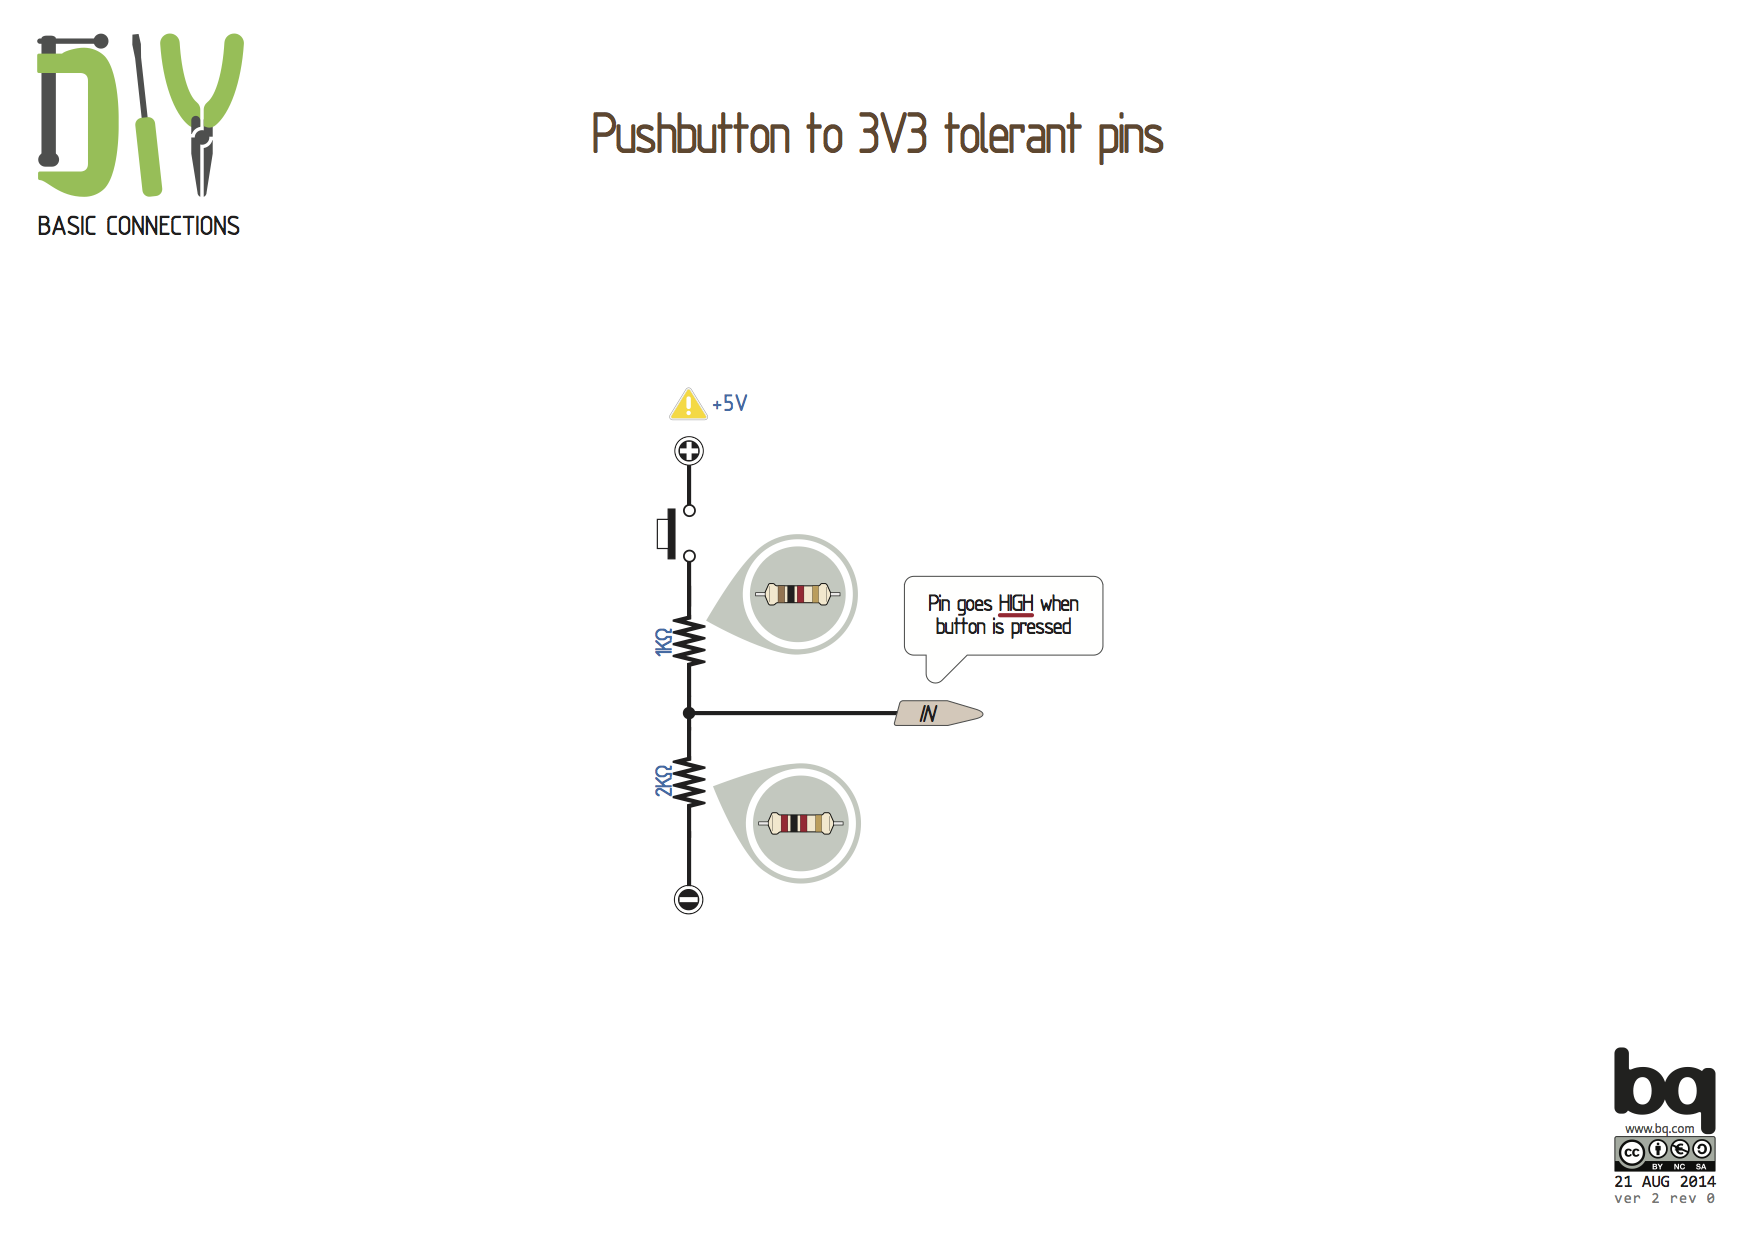 DIY
BASIC CONNECTIONS
Pushbutton to 3V3 tolerant pins
+5V
1KΩ
Pin goes HIGH when
button is pressed
IN
2KΩ
bq
www.bq.com
cc
BY NC SA
21 AUG 2014
ver 2 rev 0